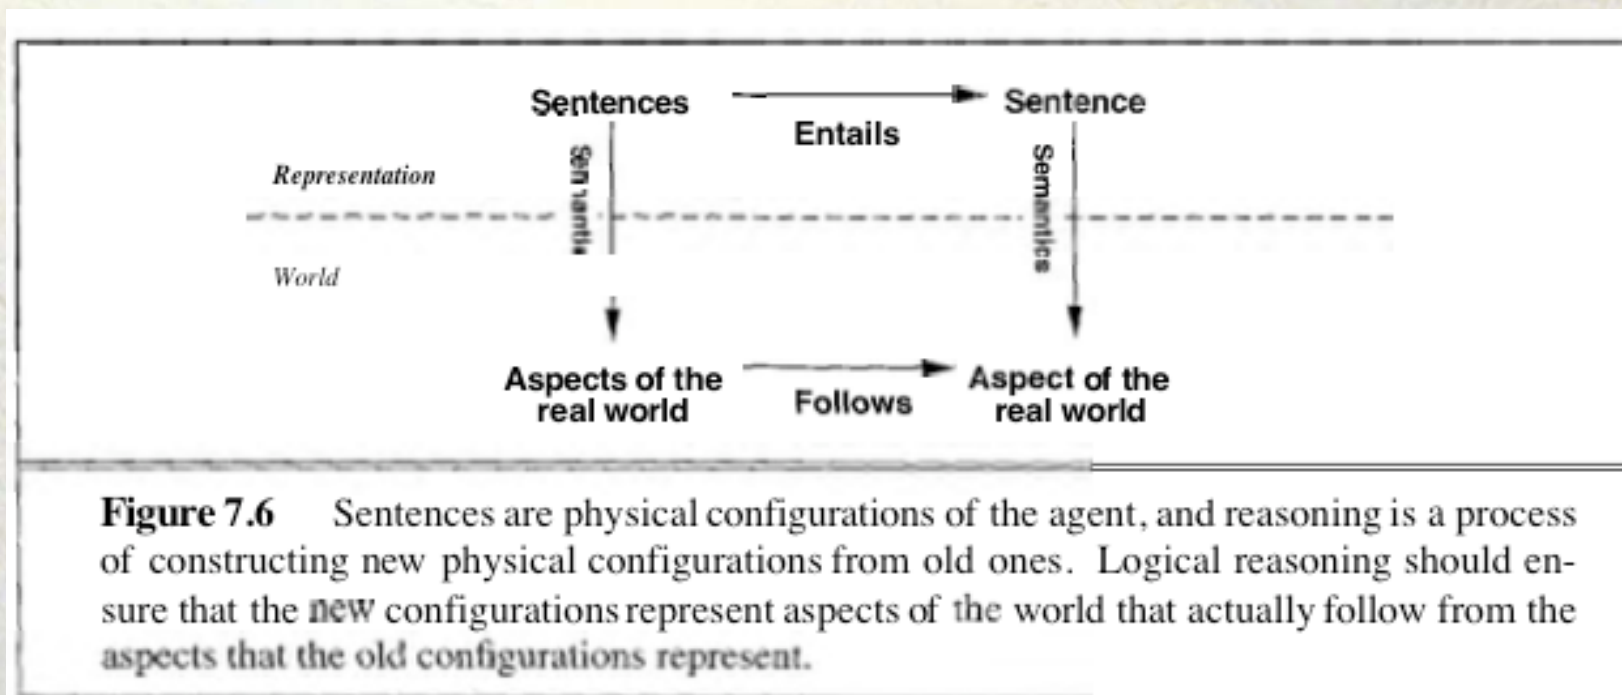 Sentences Entails Sentence
Semantics
Representation
World
Aspects of the
real world
Follows
Aspect of the
real world
Figure 7.6 Sentences are physical configurations of the agent, and reasoning is a process
of constructing new physical configurations from old ones. Logical reasoning should en-
sure that the new configurations represent aspects of the world that actually follow from the
aspects that the old configurations represent.